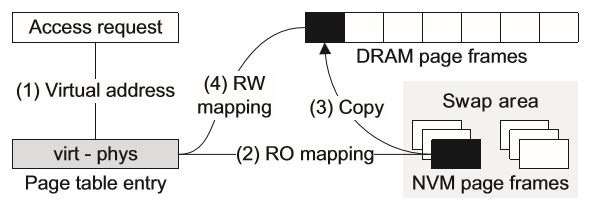 Access request
DRAM page frames
(1) Virtual address
(4) RW
mapping
(3) Copy
Swap area
virt - phys
(2) RO mapping
Page table entry
NVM page frames